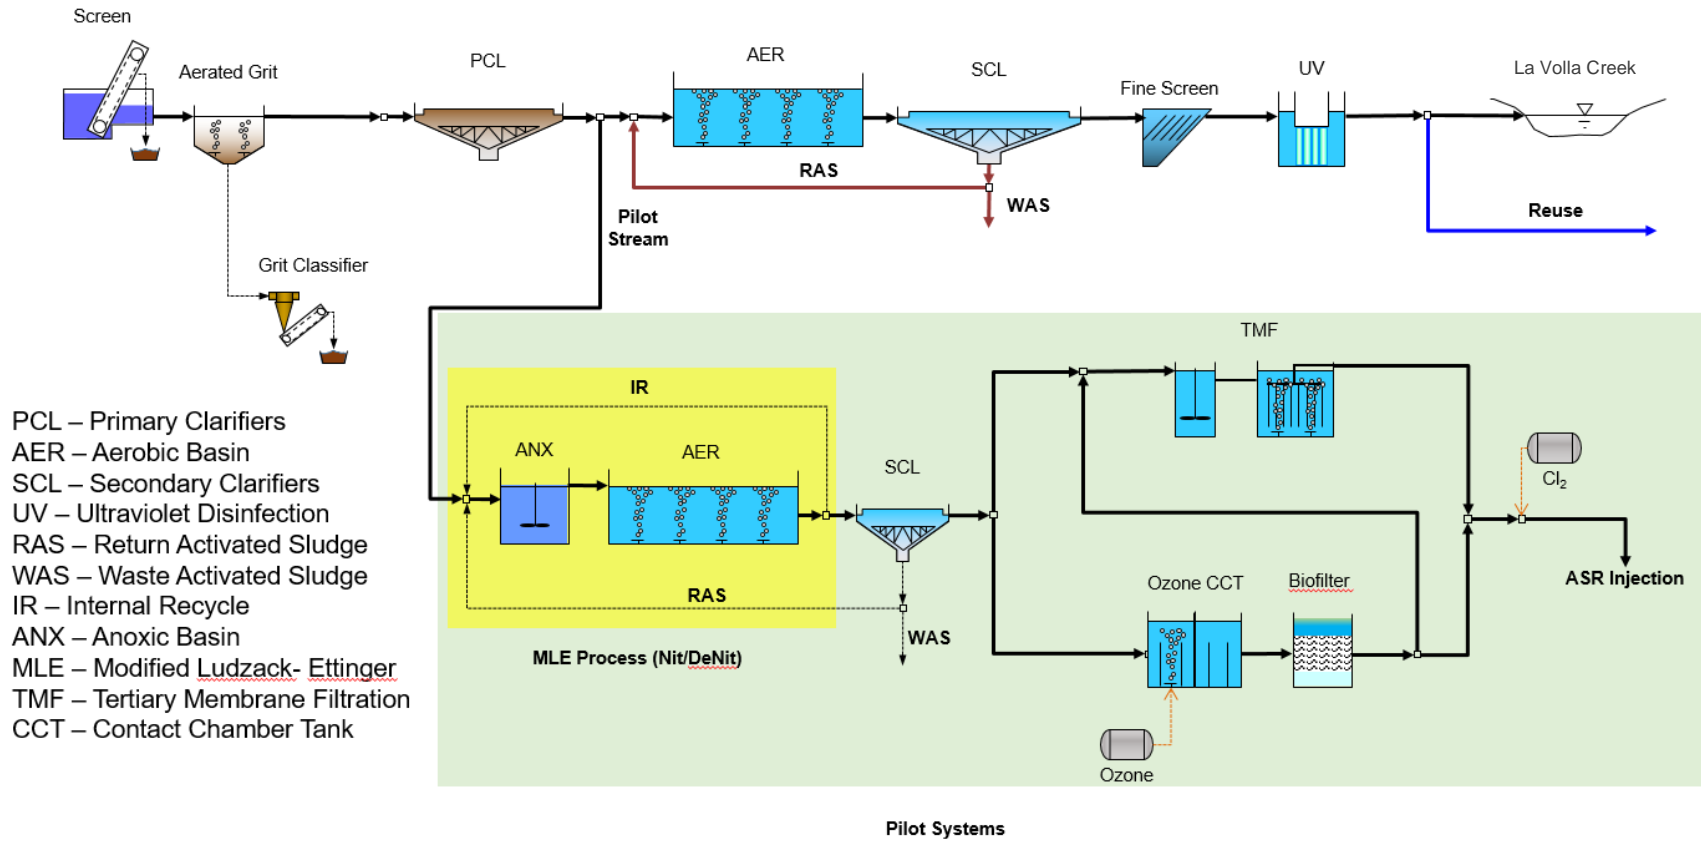 Screen
Aerated Grit
PCL
AER
SCL
Fine Screen
UV
La Volla Creek
RAS
WAS
Reuse
Pilot
Stream
Grit Classifier
TMF
IR
ANX
AER
SCL
Cl2
RAS
WAS
MLE Process (Nit/DeNit)
Ozone CCT
Biofilter
ASR Injection
Ozone
PCL – Primary Clarifiers
AER – Aerobic Basin
SCL – Secondary Clarifiers
UV – Ultraviolet Disinfection
RAS – Return Activated Sludge
WAS – Waste Activated Sludge
IR – Internal Recycle
ANX – Anoxic Basin
MLE – Modified Ludzack- Ettinger
TMF – Tertiary Membrane Filtration
CCT – Contact Chamber Tank
Pilot Systems